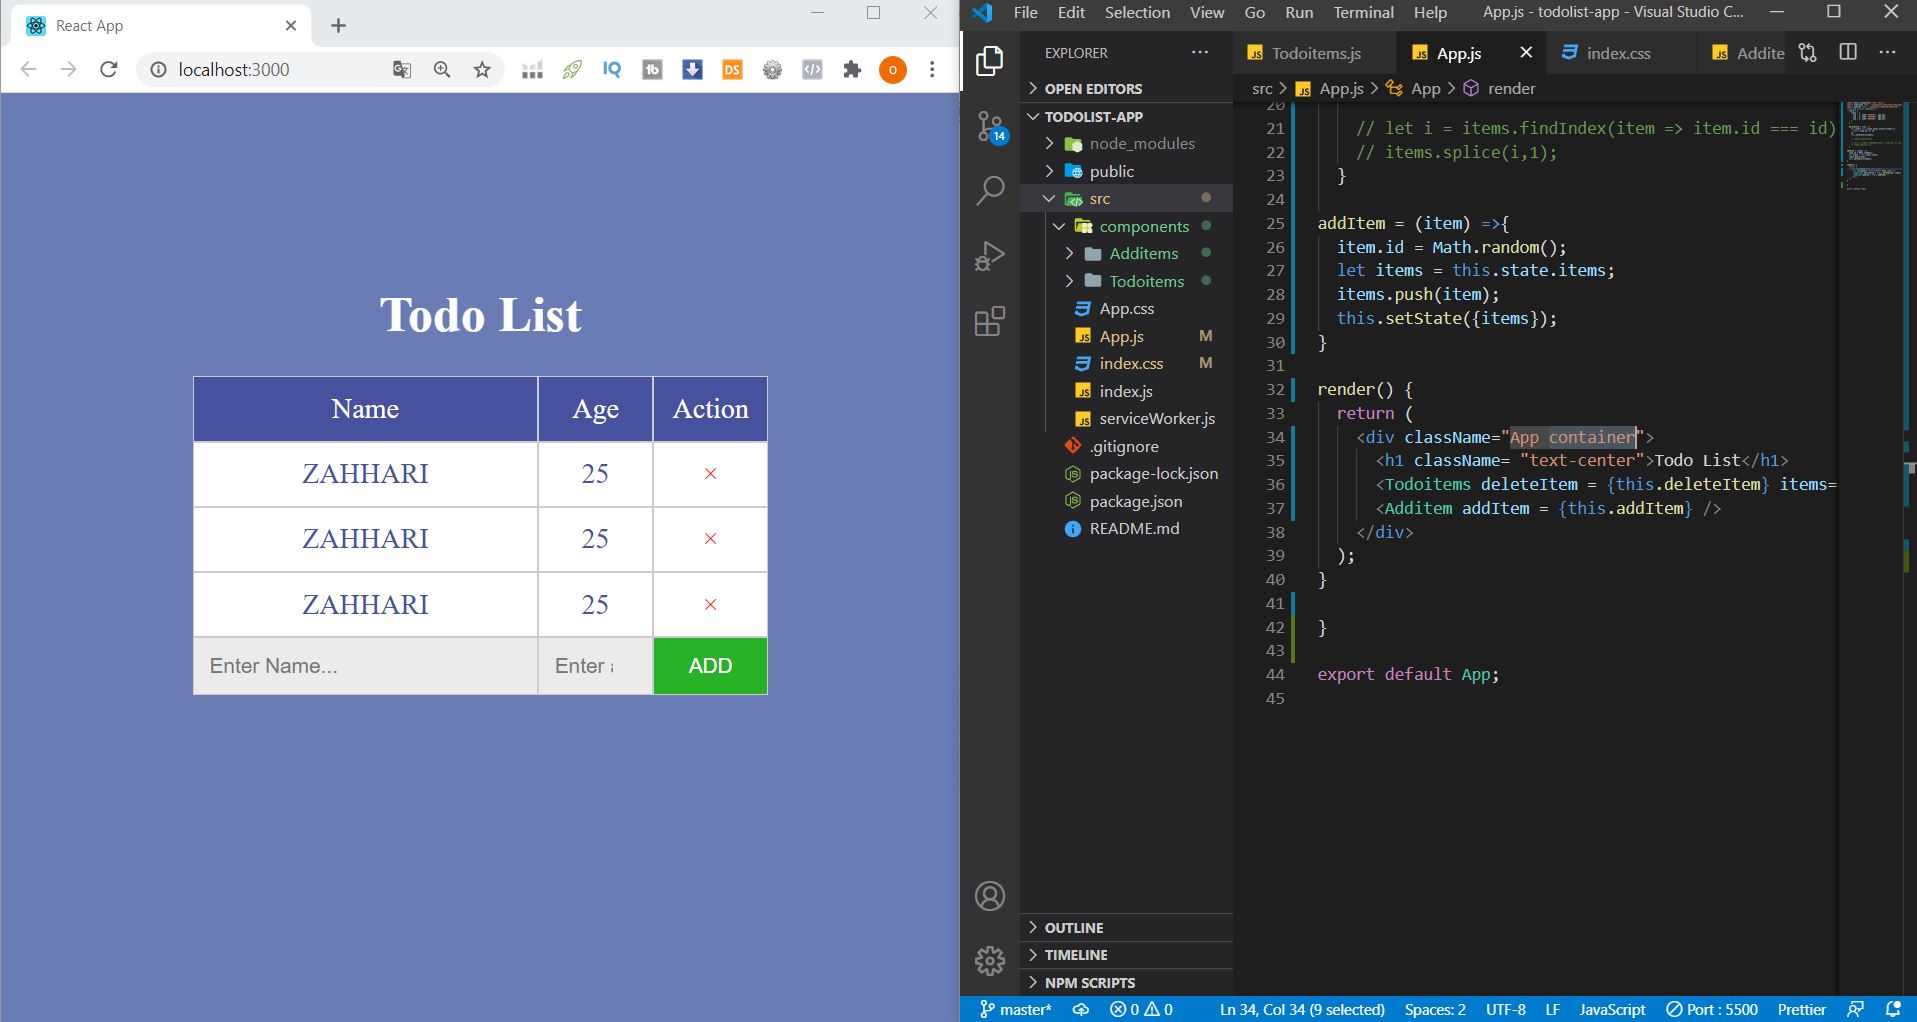 React App
localhost:3000
IQ
tb
DS
</>
o
Todo List
Name Age Action
ZAHHARI 25 ×
ZAHHARI 25 ×
ZAHHARI 25 ×
Enter Name... Enter ADD
File Edit Selection View Go Run Terminal Help App.js - todolist-app - Visual Studio C...
EXPLORER ...
OPEN EDITORS
TODOLIST-APP
node_modules
public
src
components
Additems
Todoitems
App.css
App.js M
index.css M
index.js
serviceWorker.js
.gitignore
package-lock.json
package.json
README.md
OUTLINE
TIMELINE
NPM SCRIPTS
14
JS Todoitems.js JS App.js index.css JS Addite
src > JS App.js > App > render
20
21 // let i = items.findIndex(item => item.id === id)
22 // items.splice(i,1);
23 }
24
25 addItem = (item) =>{
26 item.id = Math.random();
27 let items = this.state.items;
28 items.push(item);
29 this.setState({items});
30 }
31
32 render() {
33 return (
34 <div className="App container">
35 <h1 className= "text-center">Todo List</h1>
36 <Todoitems deleteItem = {this.deleteItem} items=
37 <Additem addItem = {this.addItem} />
38 </div>
39 );
40 }
41
42 }
43
44 export default App;
45
master* 0 0 Ln 34, Col 34 (9 selected) Spaces: 2 UTF-8 LF JavaScript Port : 5500 Prettier